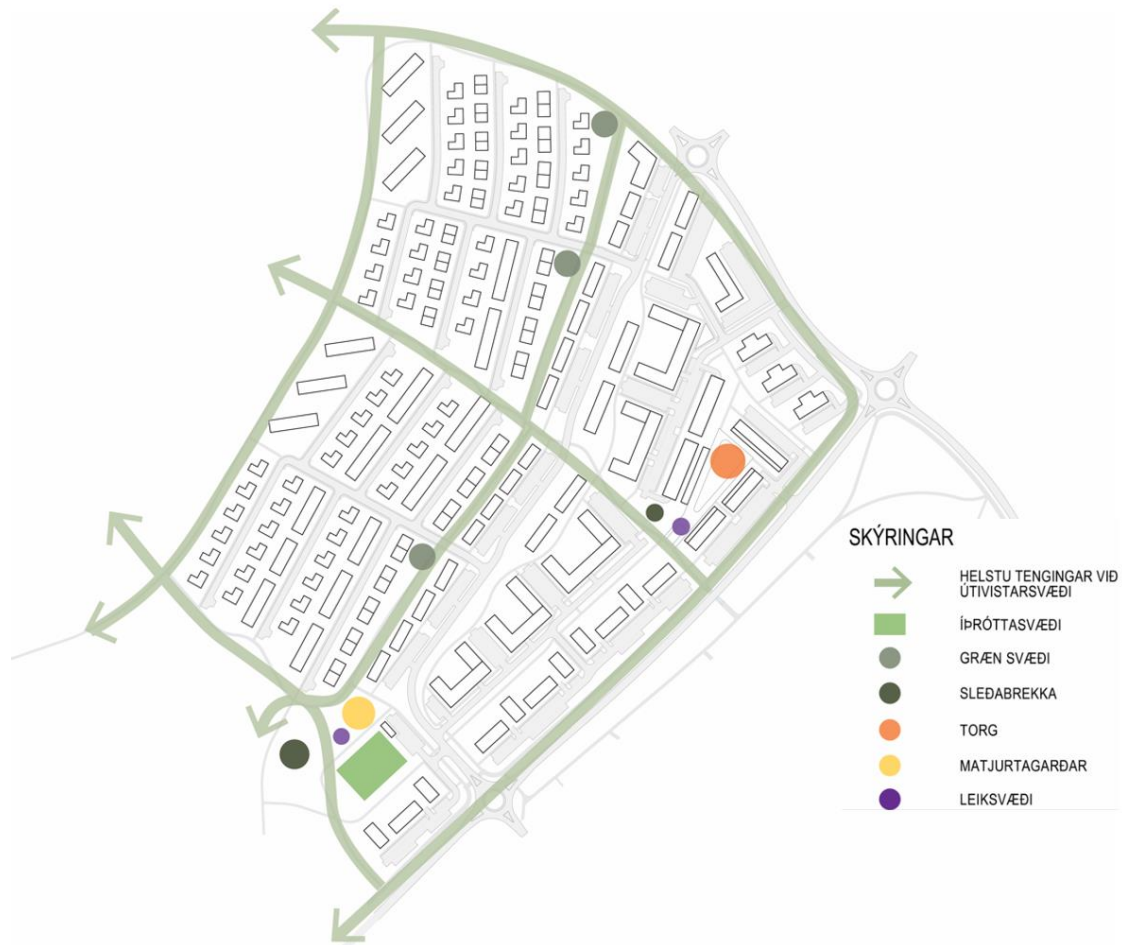 SKÝRINGAR
HELSTU TENGINGAR VIÐ
ÚTIVISTARSVÆÐI
ÍÞRÓTTASVÆÐI
GRÆN SVÆÐI
SLEÐABREKKA
TORG
MATJURTAGARÐAR
LEIKSVÆÐI